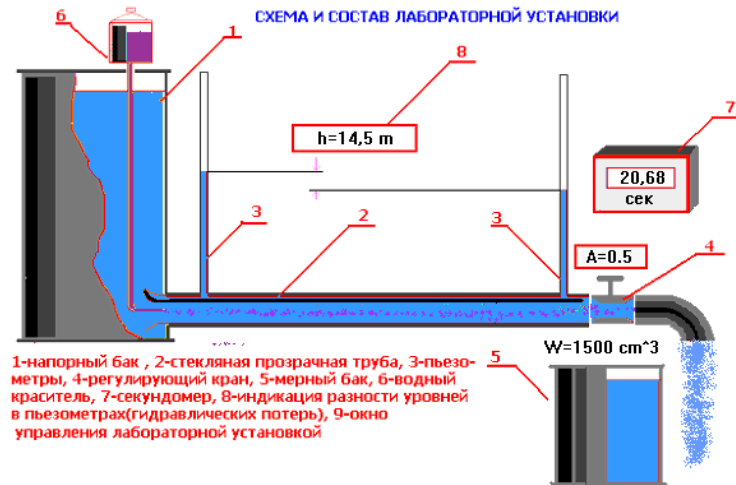 СХЕМА И СОСТАВ ЛАБОРАТОРНОЙ УСТАНОВКИ
6
1
8
7
h=14,5 m
20,68
сек
3
2
3
A=0.5
4
W=1500 cm^3
5
1-напорный бак , 2-стекляная прозрачная труба, 3-пьезо-
метры, 4-регулирующий кран, 5-мерный бак, 6-водный
краситель, 7-секундомер, 8-индикация разности уровней
в пьезометрах(гидравлических потерь), 9-окно
управления лабораторной установкой